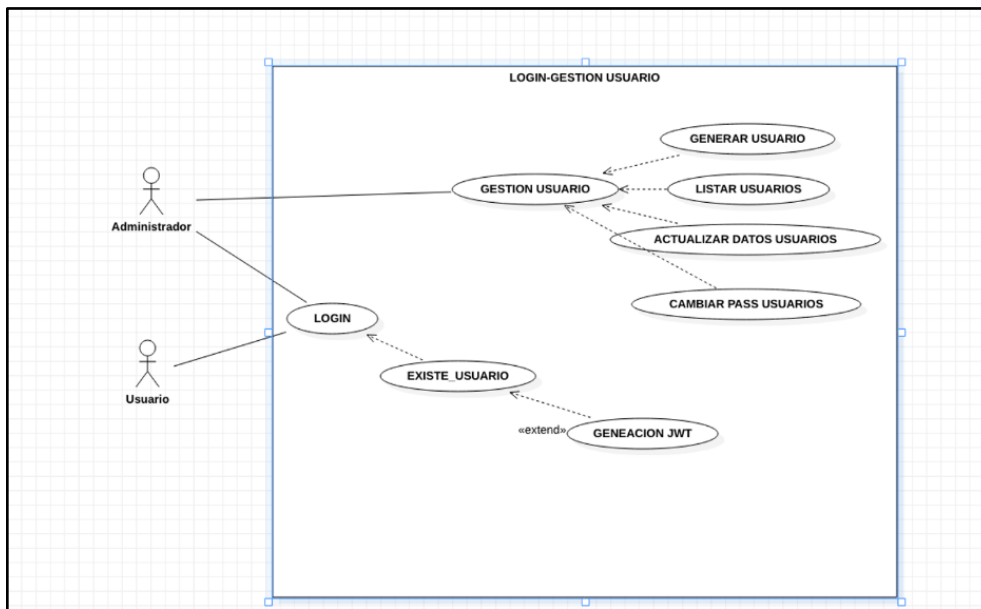 LOGIN-GESTION USUARIO
GENERAR USUARIO
GESTION USUARIO
LISTAR USUARIOS
Administrador
ACTUALIZAR DATOS USUARIOS
CAMBIAR PASS USUARIOS
LOGIN
EXISTE_USUARIO
Usuario
«extend»
GENEACION JWT